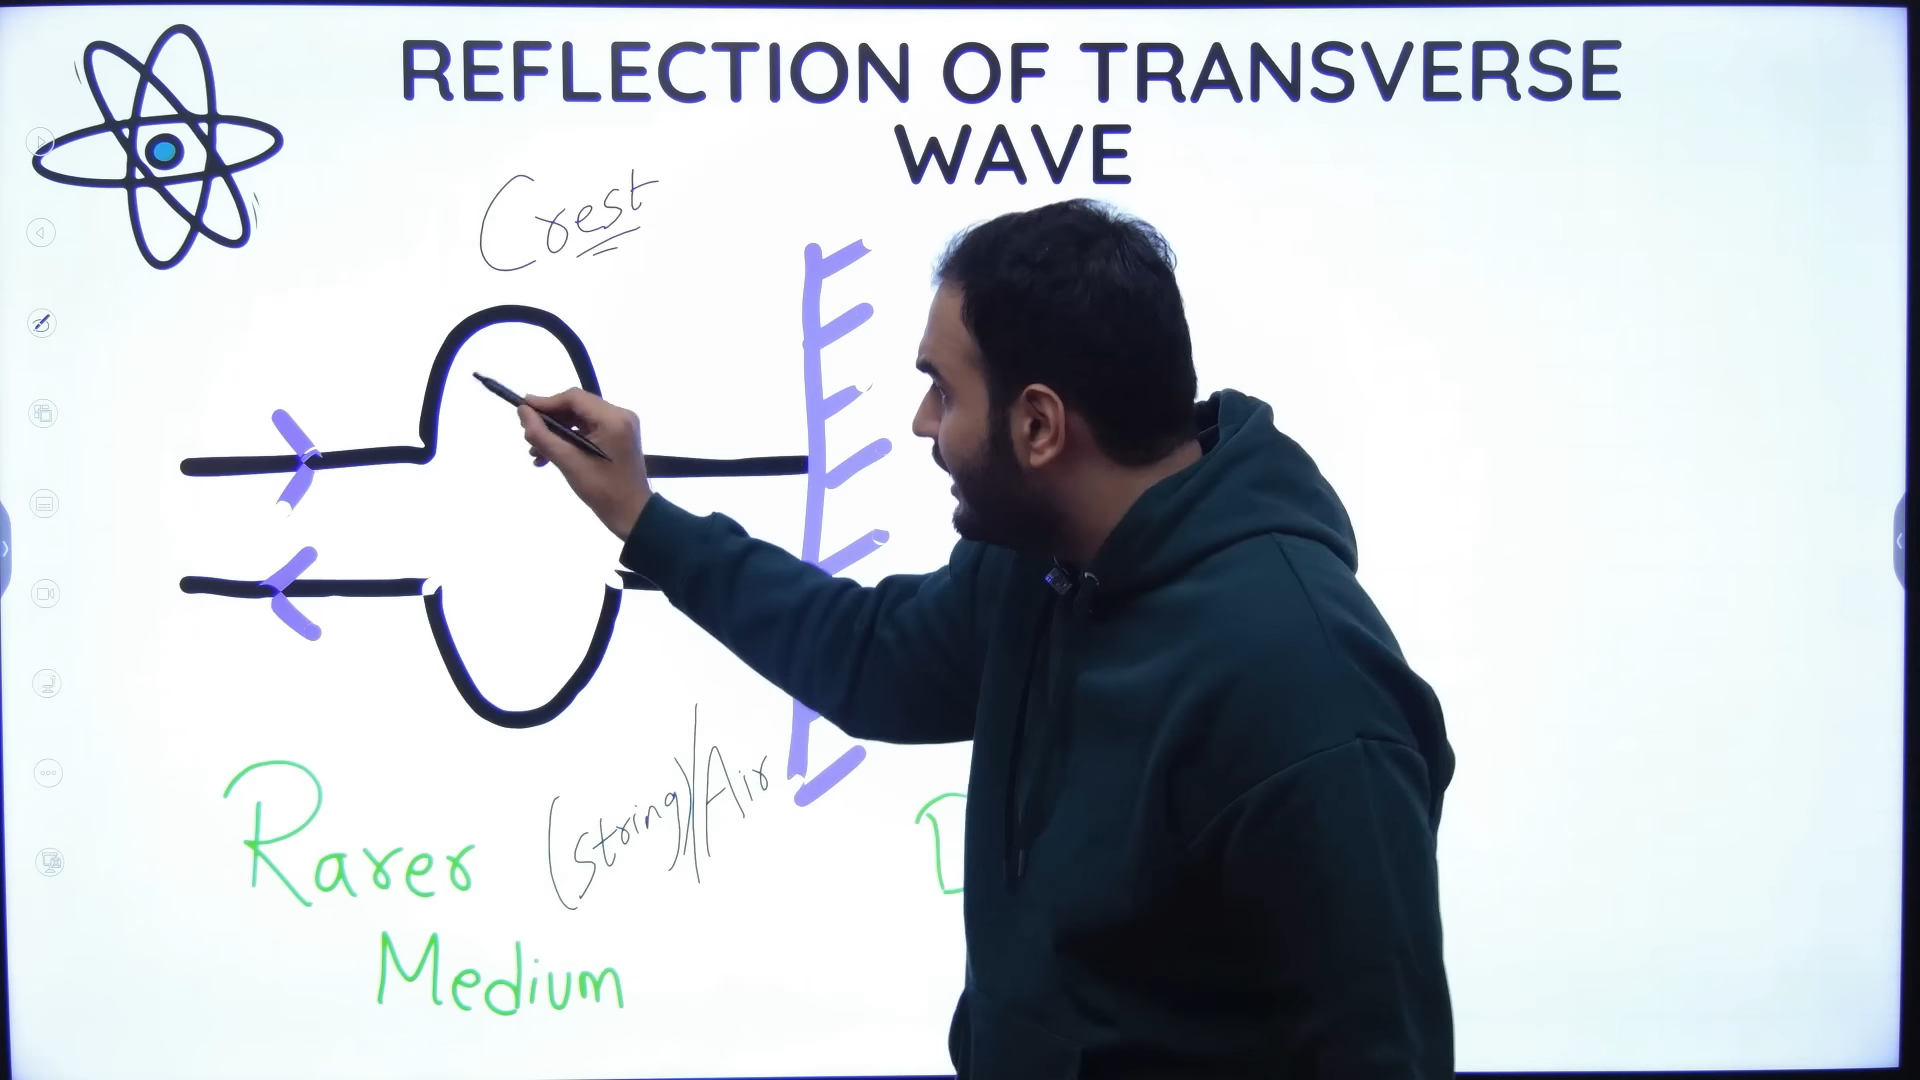 REFLECTION OF TRANSVERSE
WAVE
Crest
Rarer (string)/Air
Medium
D